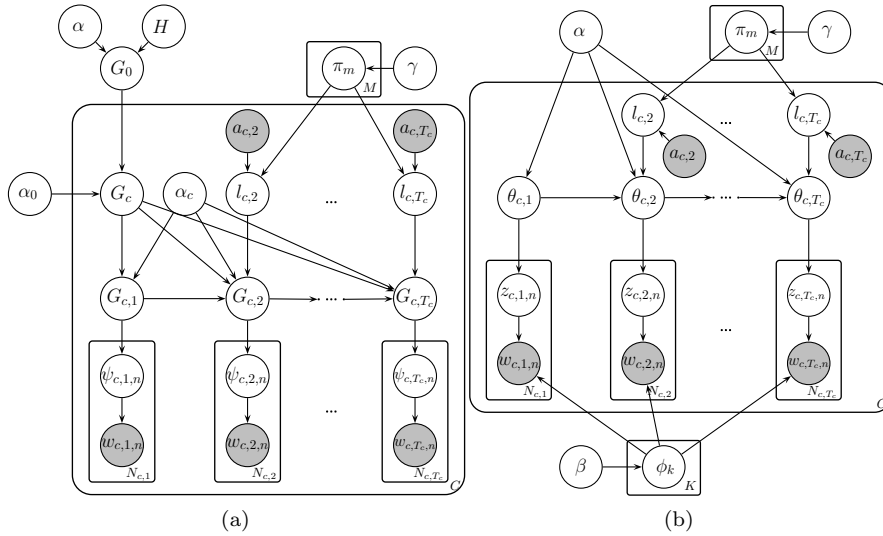 α H
G_0
π_m M γ
a_{c,2} a_{c,T_c}
α_0 G_c α_c l_{c,2} ... l_{c,T_c}
G_{c,1} G_{c,2} ... ... G_{c,T_c}
ψ_{c,1,n} ψ_{c,2,n} ψ_{c,T_c,n}
...
w_{c,1,n} w_{c,2,n} w_{c,T_c,n}
N_{c,1} N_{c,2} N_{c,T_c} C
(a)
α π_m M γ
l_{c,2} ... l_{c,T_c}
a_{c,2} a_{c,T_c}
θ_{c,1} θ_{c,2} ... ... θ_{c,T_c}
z_{c,1,n} z_{c,2,n} z_{c,T_c,n}
...
w_{c,1,n} w_{c,2,n} w_{c,T_c,n}
N_{c,1} N_{c,2} N_{c,T_c} C
β φ_k K
(b)